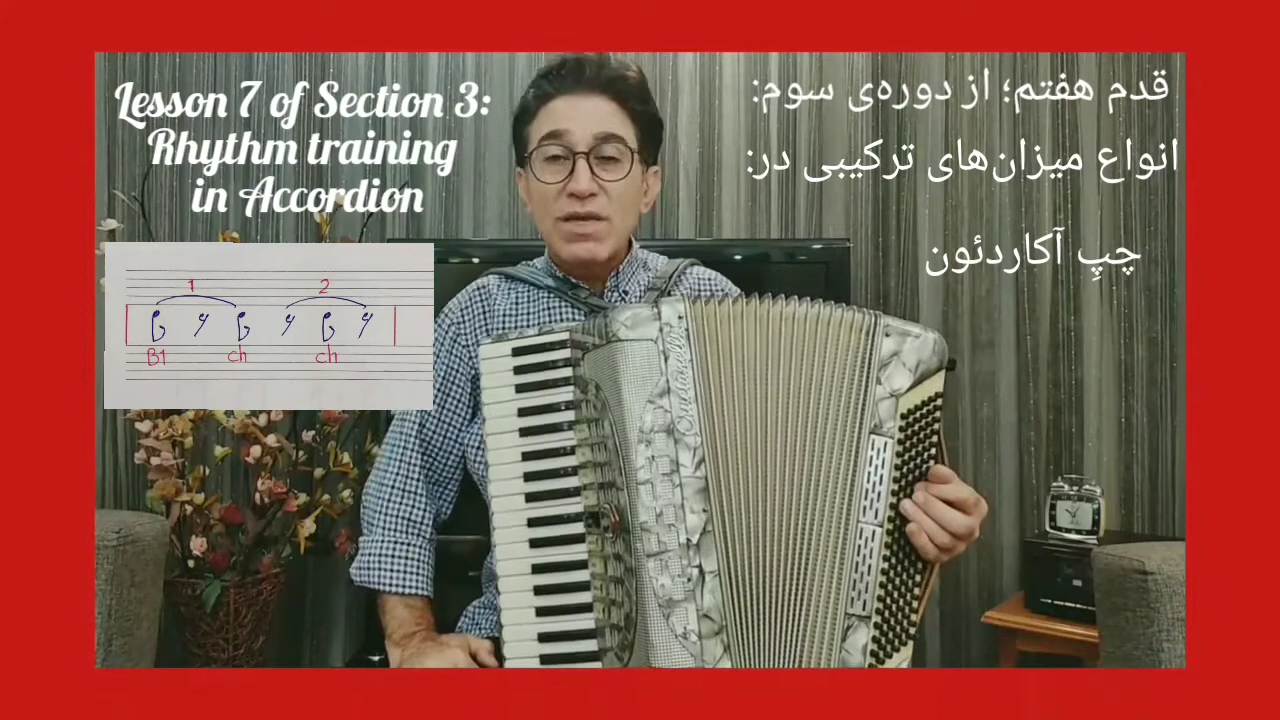 Lesson 7 of Section 3:
Rhythm training
in Accordion
قدم هفتم؛ از دوره‌ی سوم:
انواع میزان‌های ترکیبی در:
چپِ آکاردئون
1 2
B1 ch ch